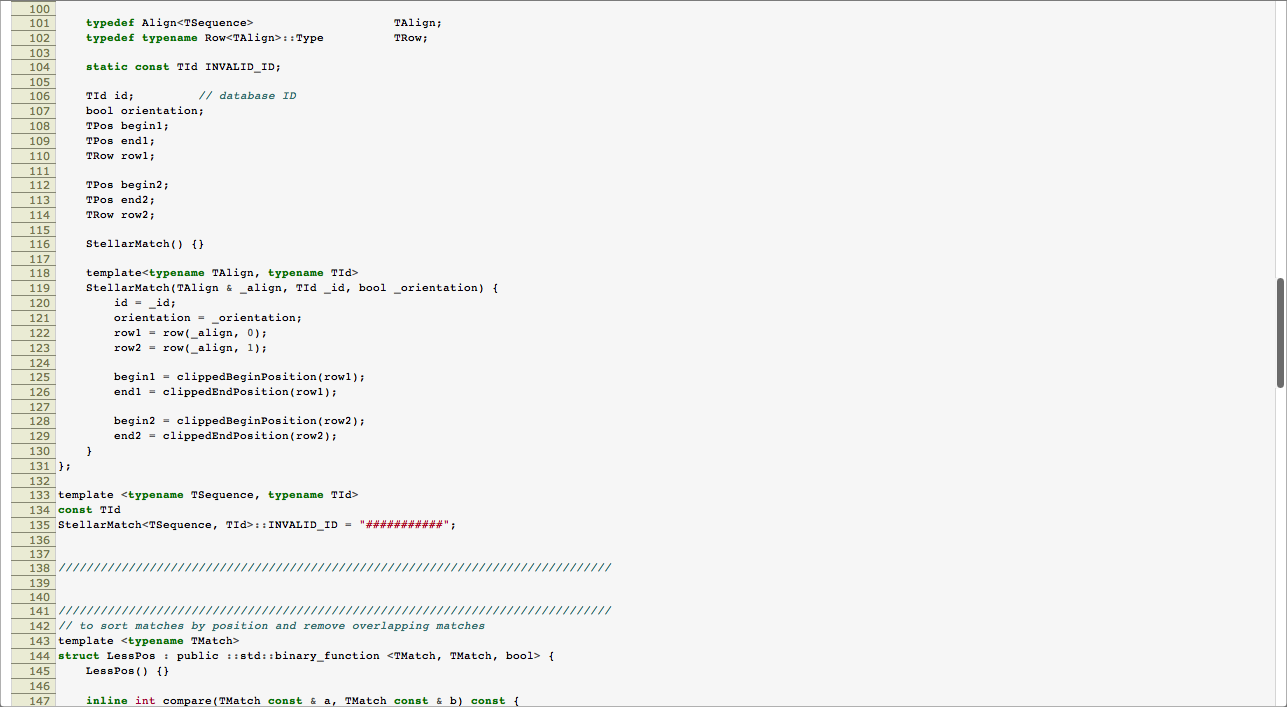 100
101     typedef Align<TSequence>                    TAlign;
102     typedef typename Row<TAlign>::Type          TRow;
103
104     static const TId INVALID_ID;
105
106     TId id;         // database ID
107     bool orientation;
108     TPos begin1;
109     TPos end1;
110     TRow row1;
111
112     TPos begin2;
113     TPos end2;
114     TRow row2;
115
116     StellarMatch() {}
117
118     template<typename TAlign, typename TId>
119     StellarMatch(TAlign & _align, TId _id, bool _orientation) {
120         id = _id;
121         orientation = _orientation;
122         row1 = row(_align, 0);
123         row2 = row(_align, 1);
124
125         begin1 = clippedBeginPosition(row1);
126         end1 = clippedEndPosition(row1);
127
128         begin2 = clippedBeginPosition(row2);
129         end2 = clippedEndPosition(row2);
130     }
131 };
132
133 template <typename TSequence, typename TId>
134 const TId
135 StellarMatch<TSequence, TId>::INVALID_ID = "###########";
136
137
138 ///////////////////////////////////////////////////////////////////////////////
139
140
141 ///////////////////////////////////////////////////////////////////////////////
142 // to sort matches by position and remove overlapping matches
143 template <typename TMatch>
144 struct LessPos : public ::std::binary_function <TMatch, TMatch, bool> {
145     LessPos() {}
146
147     inline int compare(TMatch const & a, TMatch const & b) const {